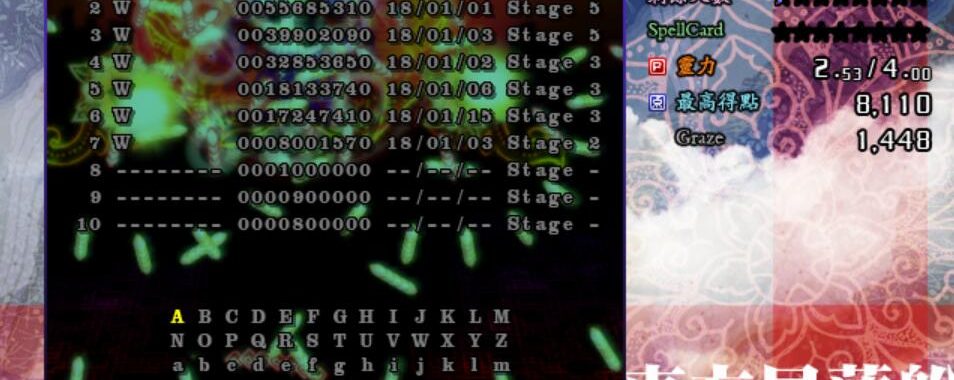 2 W 0055685310 18/01/01 Stage 5
3 W 0039902090 18/01/03 Stage 5
4 W 0032853650 18/01/02 Stage 3
5 W 0018133740 18/01/06 Stage 3
6 W 0017247410 18/01/15 Stage 3
7 W 0008001570 18/01/03 Stage 2
8 -------- 0001000000 --/--/-- Stage -
9 -------- 0000900000 --/--/-- Stage -
10 -------- 0000800000 --/--/-- Stage -
A B C D E F G H I J K L M
N O P Q R S T U V W X Y Z
a b c d e f g h i j k l m
SpellCard
靈力 2.53/4.00
最高得點 8,110
Graze 1,448